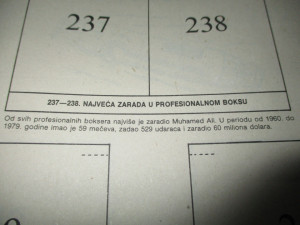 237
238
237—238. NAJVEĆA ZARADA U PROFESIONALNOM BOKSU
Od svih profesionalnih boksera najviše je zaradio Muhamed Ali. U periodu od 1960. do
1979. godine imao je 59 mečeva, zadao 529 udaraca i zaradio 60 miliona dolara.